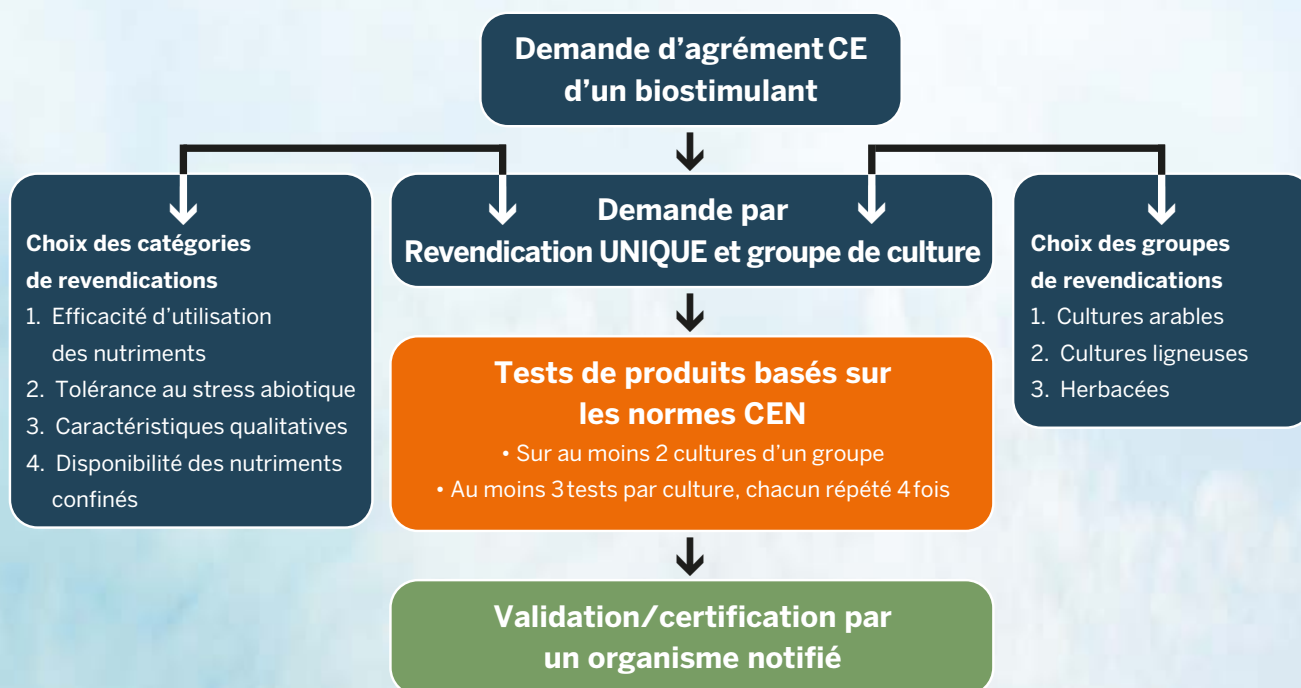 Demande d'agrément CE
d'un biostimulant
Choix des catégories
de revendications
1. Efficacité d'utilisation
des nutriments
2. Tolérance au stress abiotique
3. Caractéristiques qualitatives
4. Disponibilité des nutriments
confinés
Demande par
Revendication UNIQUE et groupe de culture
Choix des groupes
de revendications
1. Cultures arables
2. Cultures ligneuses
3. Herbacées
Tests de produits basés sur
les normes CEN
• Sur au moins 2 cultures d'un groupe
• Au moins 3 tests par culture, chacun répété 4 fois
Validation/certification par
un organisme notifié